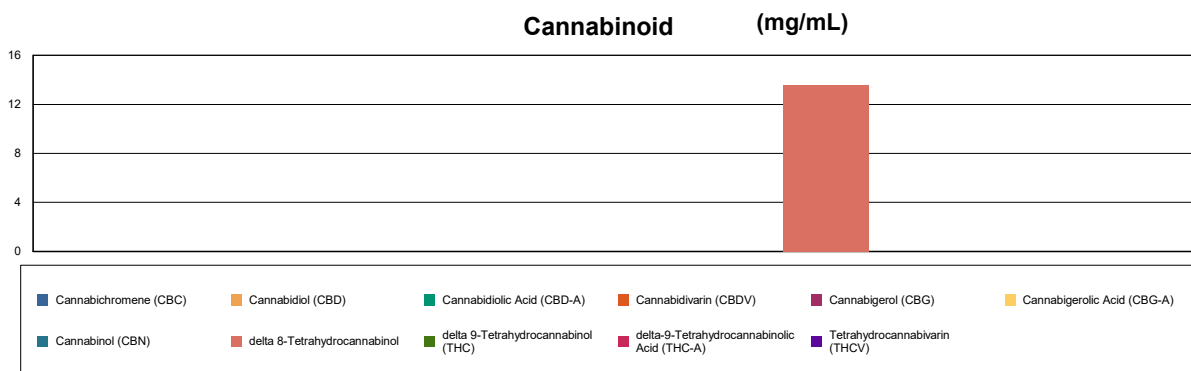 Cannabinoid (mg/mL)
16
12
8
4
0
Cannabichromene (CBC) Cannabidiol (CBD) Cannabidiolic Acid (CBD-A) Cannabidivarin (CBDV) Cannabigerol (CBG) Cannabigerolic Acid (CBG-A)
Cannabinol (CBN) delta 8-Tetrahydrocannabinol delta 9-Tetrahydrocannabinol
(THC)
delta-9-Tetrahydrocannabinolic
Acid (THC-A)
Tetrahydrocannabivarin
(THCV)